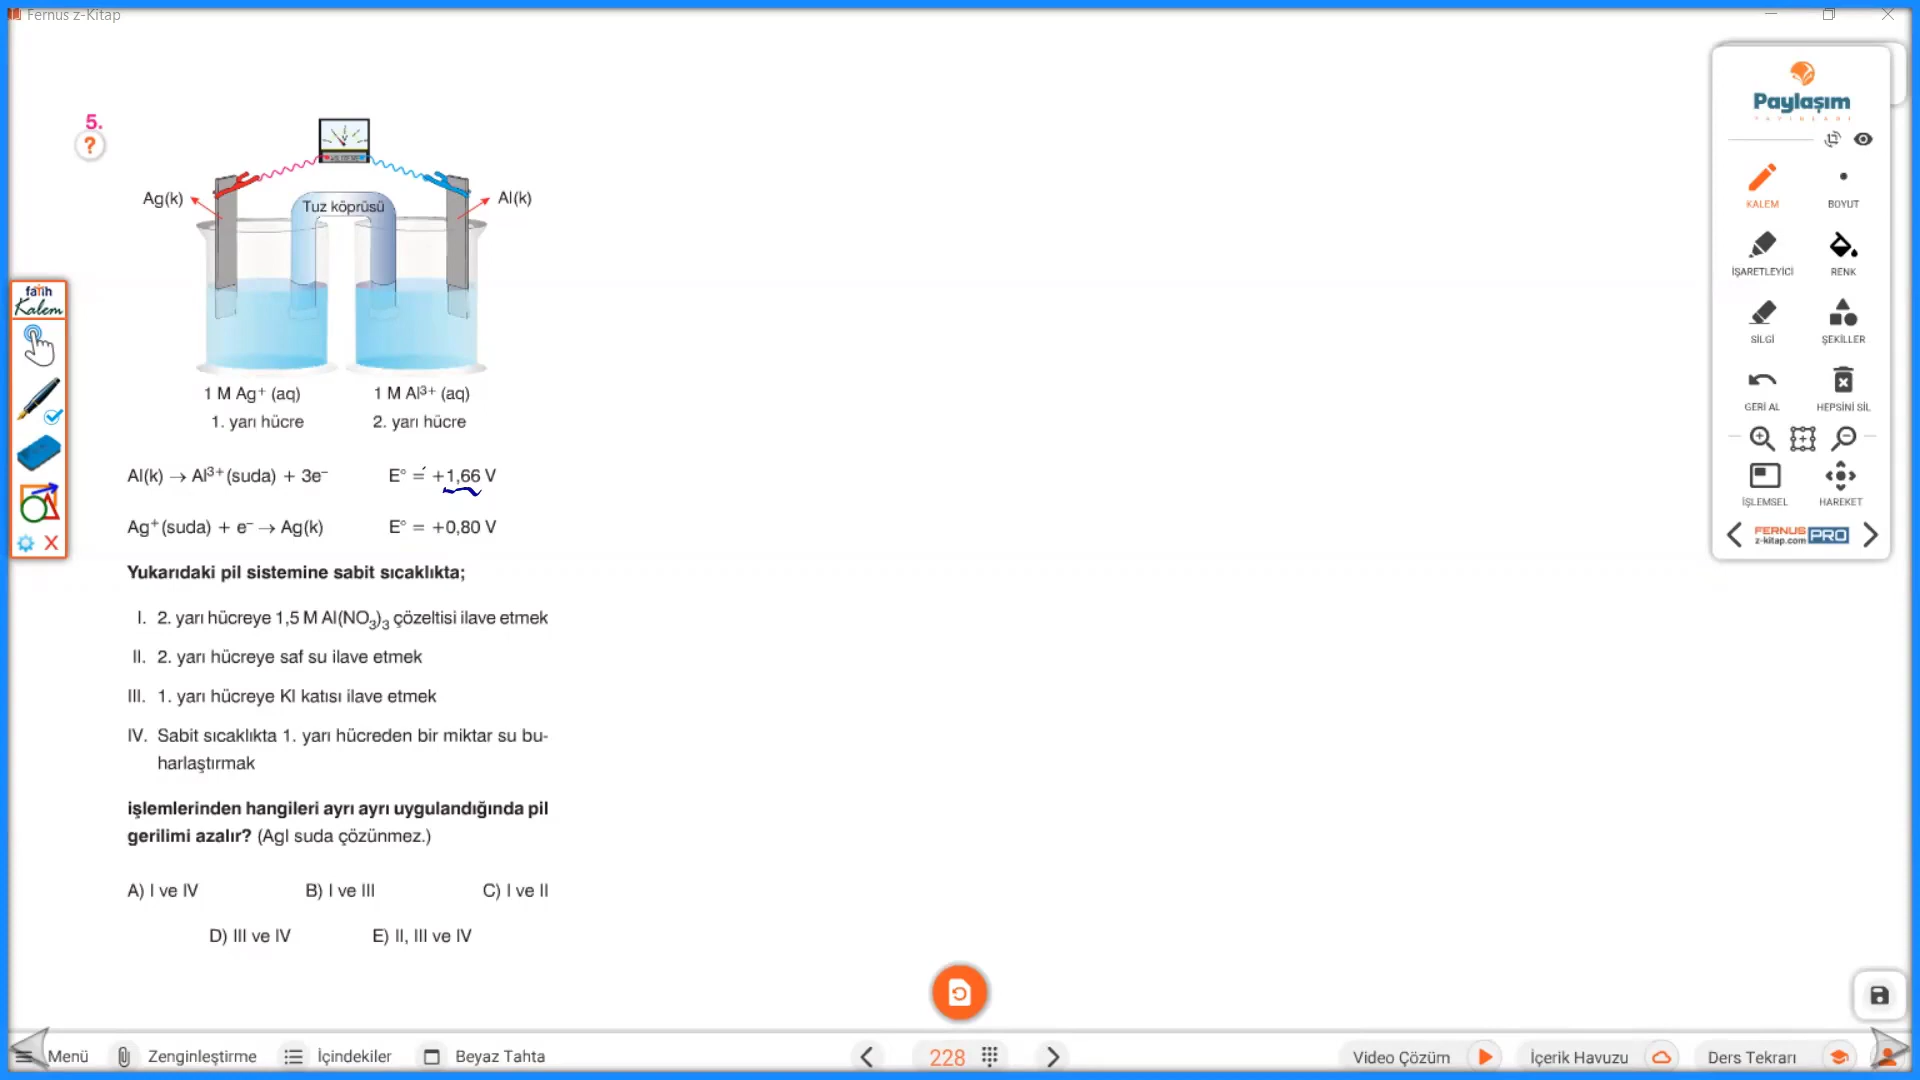 Fernus z-Kitap
5.
?
Ag(k)
Tuz köprüsü
Al(k)
1 M Ag⁺ (aq)
1 M Al³⁺ (aq)
1. yarı hücre
2. yarı hücre
Al(k) → Al³⁺ (suda) + 3e⁻ E° = +1,66 V
Ag⁺ (suda) + e⁻ → Ag(k) E° = +0,80 V
Yukarıdaki pil sistemine sabit sıcaklıkta;
I. 2. yarı hücreye 1,5 M Al(NO₃)₃ çözeltisi ilave etmek
II. 2. yarı hücreye saf su ilave etmek
III. 1. yarı hücreye KI katısı ilave etmek
IV. Sabit sıcaklıkta 1. yarı hücreden bir miktar su bu-
harlaştırmak
işlemlerinden hangileri ayrı ayrı uygulandığında pil
gerilimi azalır? (AgI suda çözünmez.)
A) I ve IV B) I ve III C) I ve II
D) III ve IV E) II, III ve IV
fatih
Kalem
Paylaşım
YAYINLARI
KALEM BOYUT
İŞARETLEYİCİ RENK
SİLGİ ŞEKİLLER
GERİ AL HEPSİNİ SİL
İŞLEMSEL HAREKET
FERNUS PRO
z-kitap.com
Menü Zenginleştirme İçindekiler Beyaz Tahta 228 Video Çözüm İçerik Havuzu Ders Tekrarı